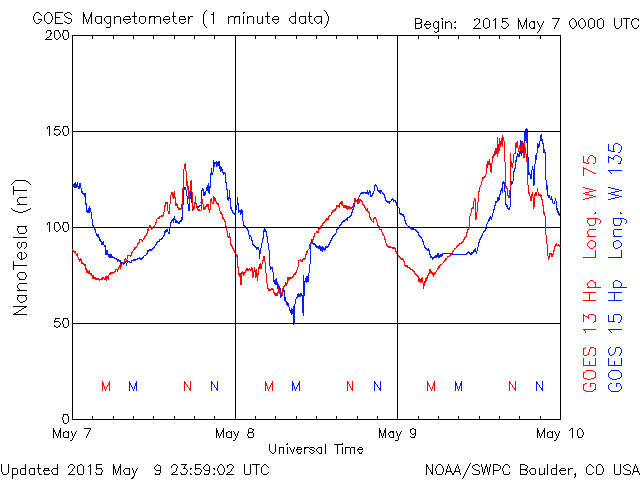 GOES Magnetometer (1 minute data)
Begin: 2015 May 7 0000 UTC
200
150
100
50
0
NanoTesla (nT)
M M N N M M N N M M N N
May 7 May 8 May 9 May 10
Universal Time
GOES 13 Hp Long. W 75
GOES 15 Hp Long. W 135
Updated 2015 May 9 23:59:02 UTC
NOAA/SWPC Boulder, CO USA